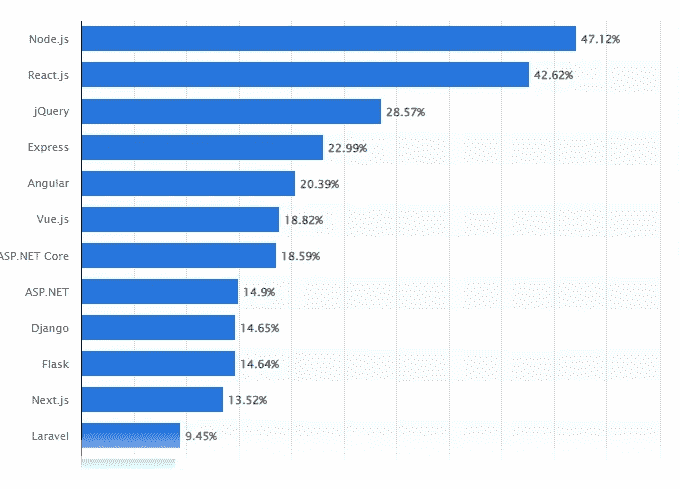 Node.js 47.12%
React.js 42.62%
jQuery 28.57%
Express 22.99%
Angular 20.39%
Vue.js 18.82%
ASP.NET Core 18.59%
ASP.NET 14.9%
Django 14.65%
Flask 14.64%
Next.js 13.52%
Laravel 9.45%